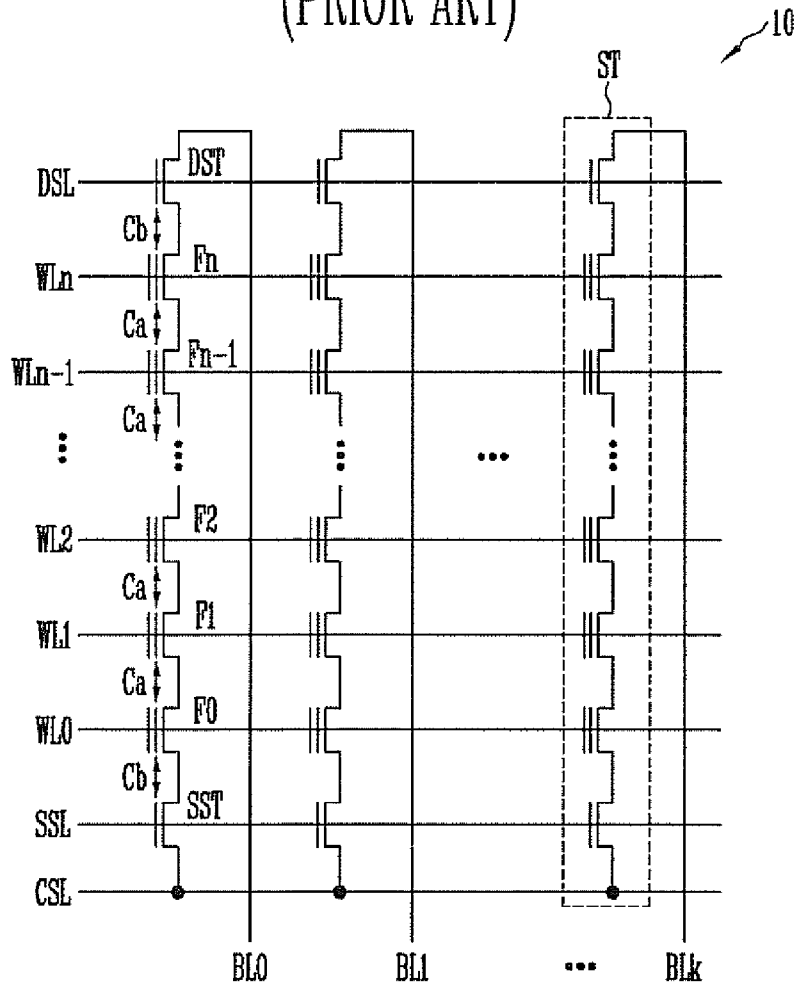 (PRIOR ART)
10
ST
DSL
DST
Cb
WLn
Fn
Ca
WLn-1
Fn-1
Ca
WL2
F2
Ca
WL1
F1
Ca
WL0
F0
Cb
SSL
SST
CSL
BL0
BL1
BLk